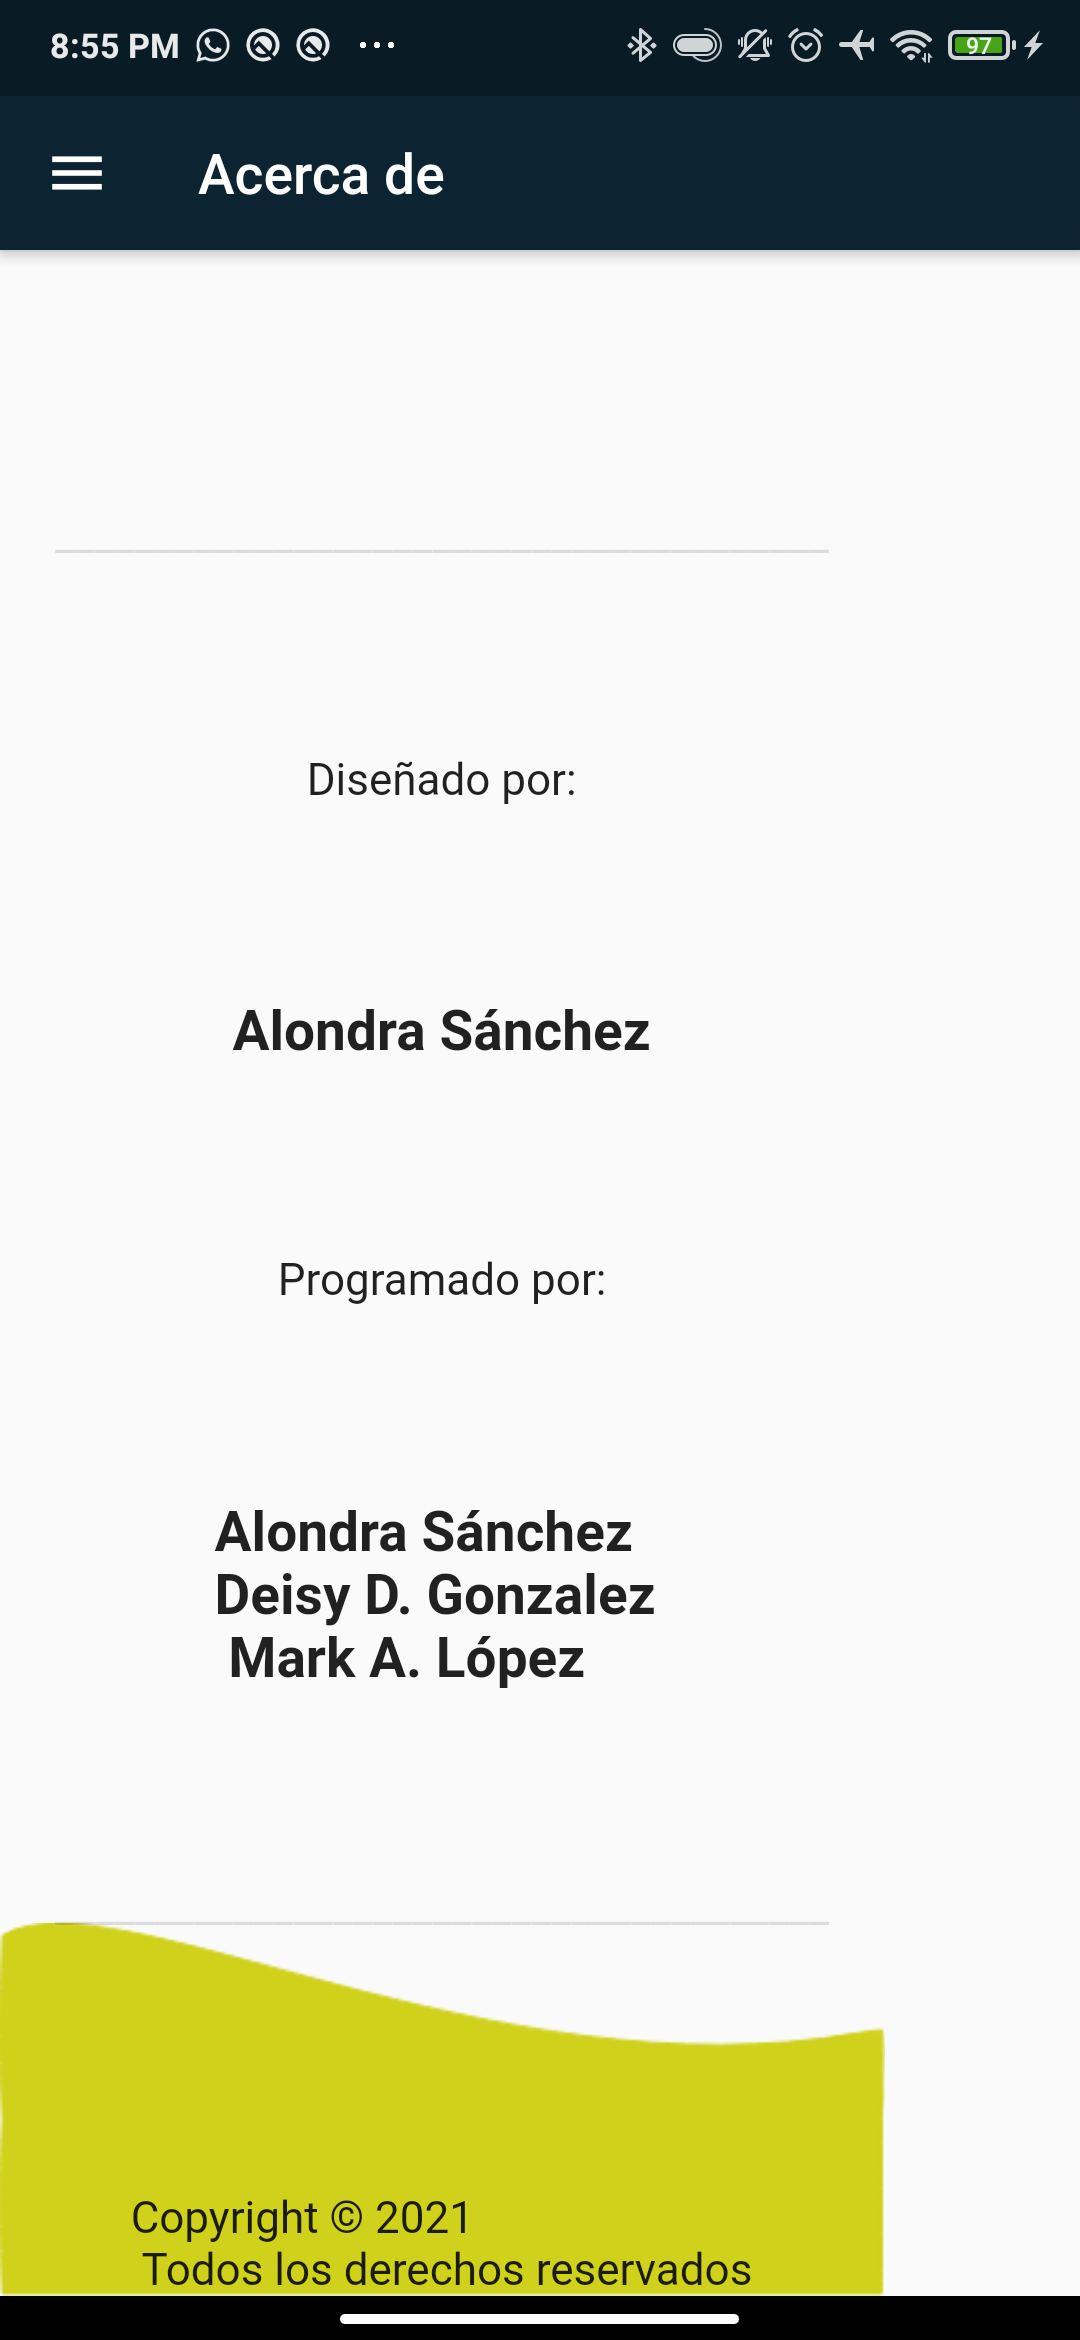 8:55 PM
97
Acerca de
Diseñado por:
Alondra Sánchez
Programado por:
Alondra Sánchez
Deisy D. Gonzalez
Mark A. López
Copyright © 2021
Todos los derechos reservados